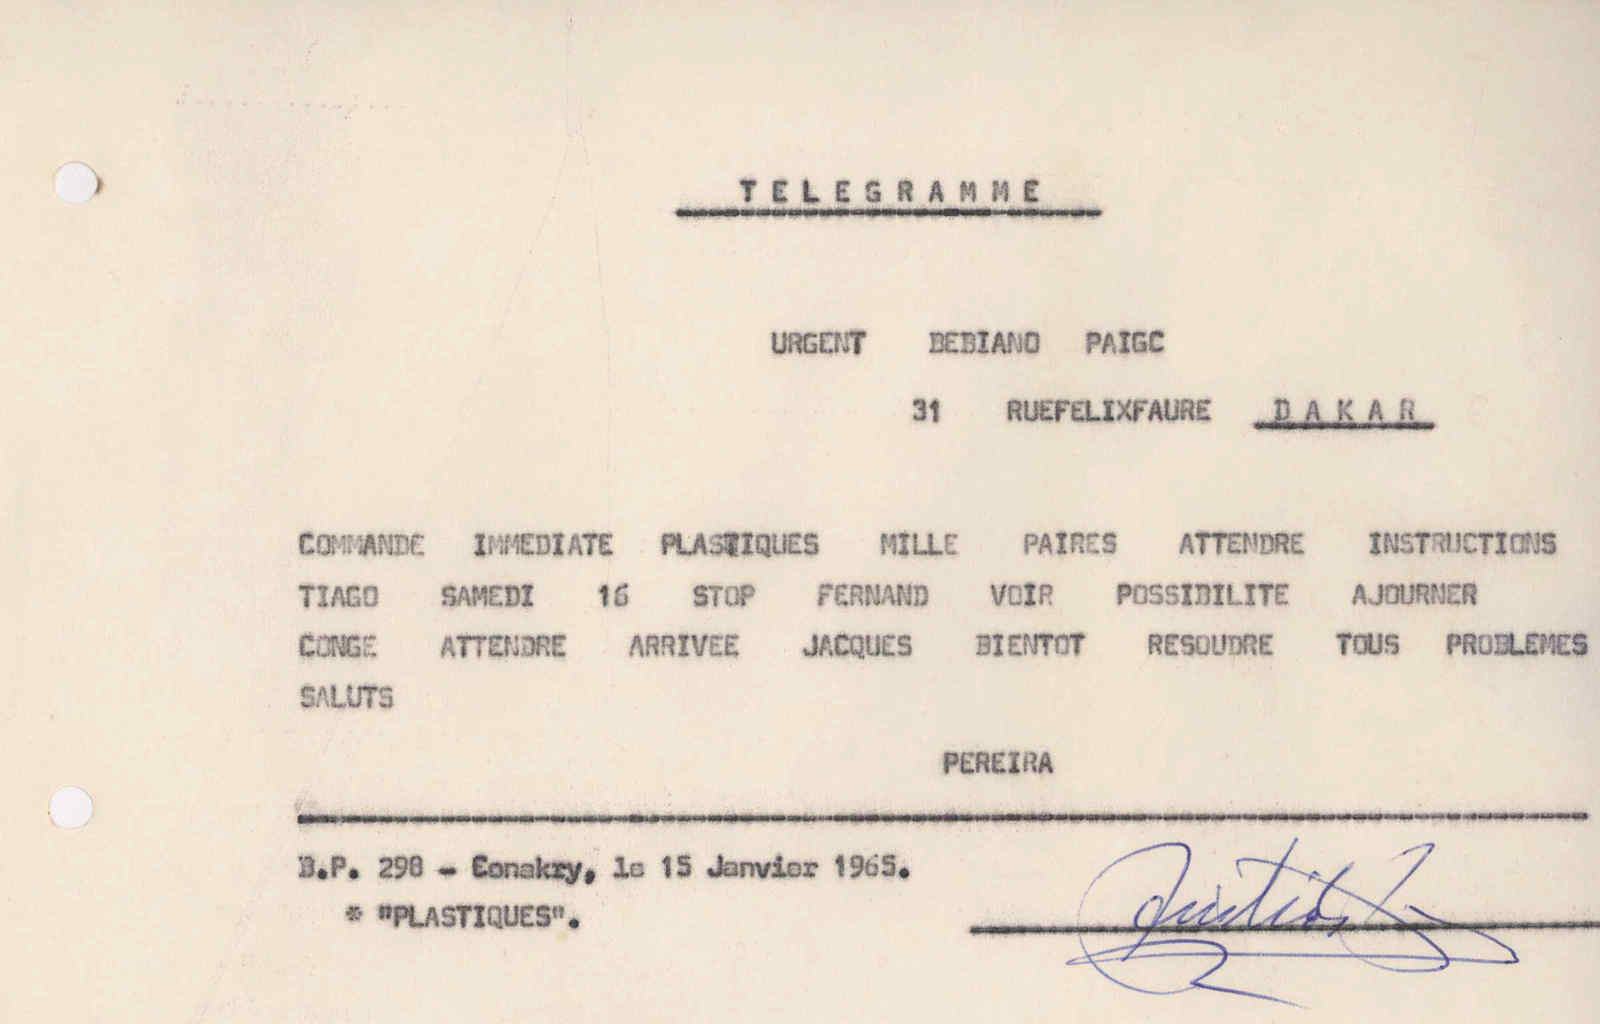 TELEGRAMME
URGENT BEBIANO PAIGC
31 RUEFELIXFAURE DAKAR
COMMANDE IMMEDIATE PLASTIQUES MILLE PAIRES ATTENDRE INSTRUCTIONS
TIAGO SAMEDI 16 STOP FERNAND VOIR POSSIBILITE AJOURNER
CONGE ATTENDRE ARRIVEE JACQUES BIENTOT RESOUDRE TOUS PROBLEMES
SALUTS
PEREIRA
B.P. 298 - Conakry, le 15 Janvier 1965.
* "PLASTIQUES".